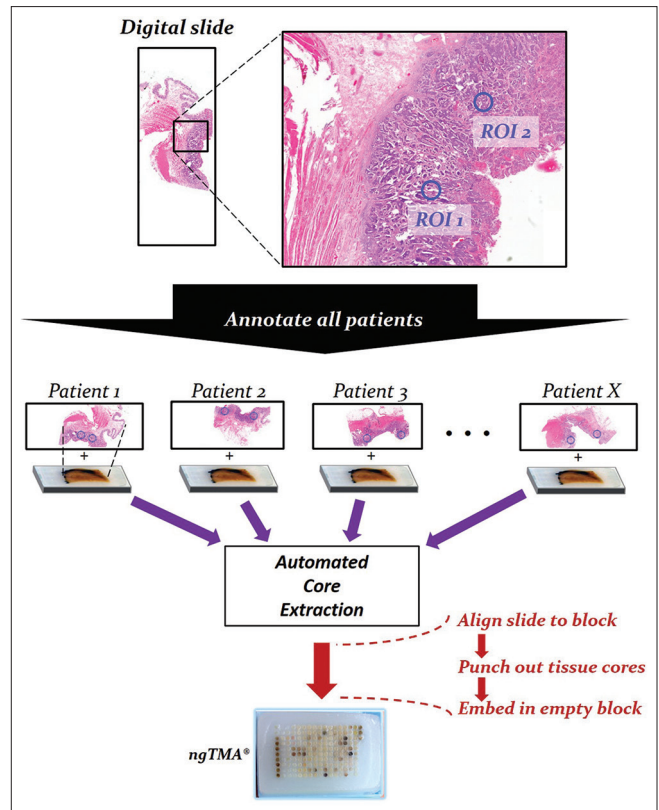 Digital slide
ROI 2
ROI 1
Annotate all patients
Patient 1
Patient 2
Patient 3
Patient X
+
+
+
+
. . .
Automated
Core
Extraction
Align slide to block
Punch out tissue cores
Embed in empty block
ngTMA®